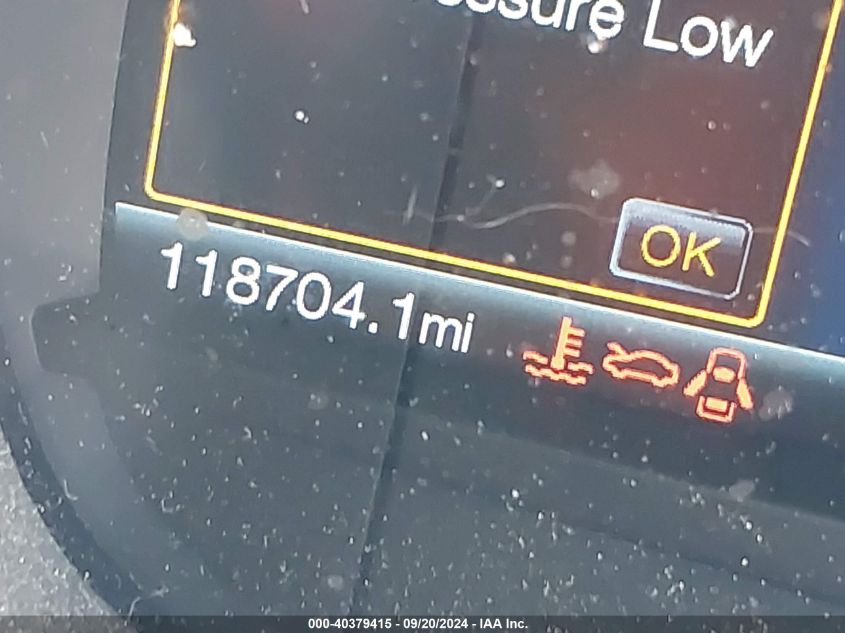 ssure Low
OK
118704.1mi
000-40379415 - 09/20/2024 - IAA Inc.